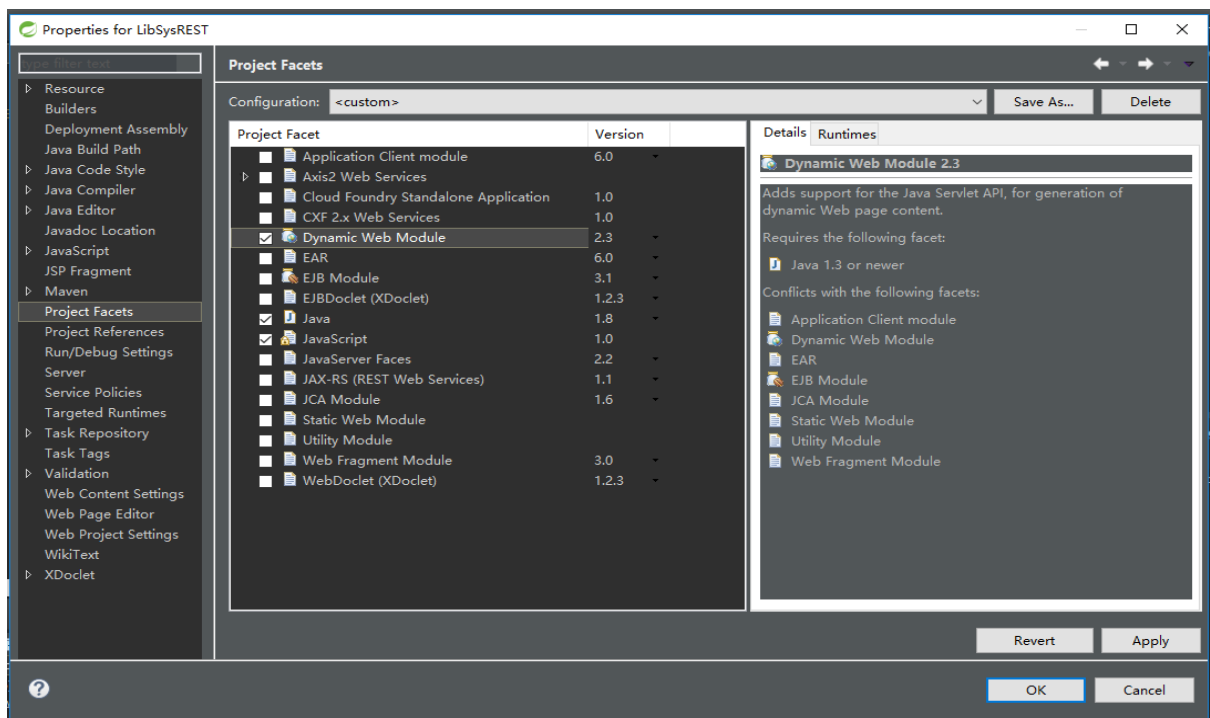 Properties for LibSysREST
type filter text
Resource
Builders
Deployment Assembly
Java Build Path
Java Code Style
Java Compiler
Java Editor
Javadoc Location
JavaScript
JSP Fragment
Maven
Project Facets
Project References
Run/Debug Settings
Server
Service Policies
Targeted Runtimes
Task Repository
Task Tags
Validation
Web Content Settings
Web Page Editor
Web Project Settings
WikiText
XDoclet
Project Facets
Configuration: <custom> Save As... Delete
Project Facet Version
Application Client module 6.0
Axis2 Web Services
Cloud Foundry Standalone Application 1.0
CXF 2.x Web Services 1.0
Dynamic Web Module 2.3
EAR 6.0
EJB Module 3.1
EJBDoclet (XDoclet) 1.2.3
Java 1.8
JavaScript 1.0
JavaServer Faces 2.2
JAX-RS (REST Web Services) 1.1
JCA Module 1.6
Static Web Module
Utility Module
Web Fragment Module 3.0
WebDoclet (XDoclet) 1.2.3
Details Runtimes
Dynamic Web Module 2.3
Adds support for the Java Servlet API, for generation of
dynamic Web page content.
Requires the following facet:
Java 1.3 or newer
Conflicts with the following facets:
Application Client module
Dynamic Web Module
EAR
EJB Module
JCA Module
Static Web Module
Utility Module
Web Fragment Module
Revert Apply
OK Cancel